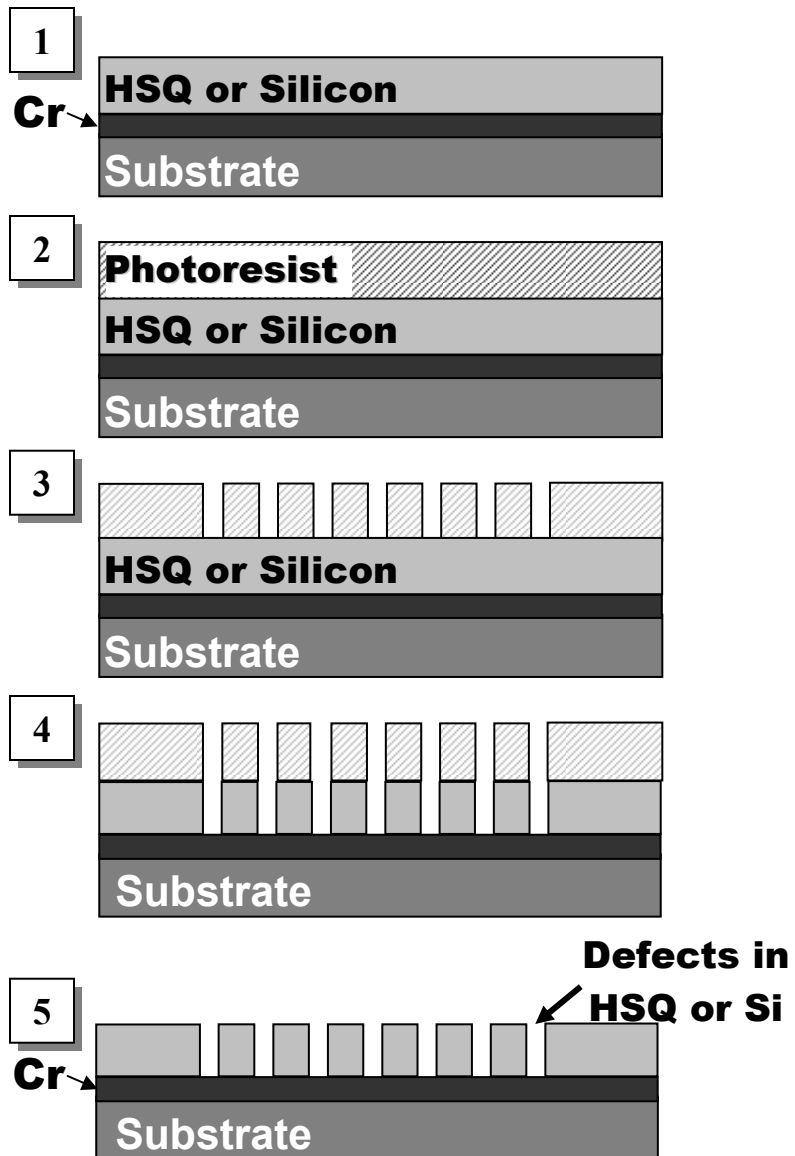 1
HSQ or Silicon
Cr
Substrate
2
Photoresist
HSQ or Silicon
Substrate
3
HSQ or Silicon
Substrate
4
Substrate
Defects in
HSQ or Si
5
Cr
Substrate